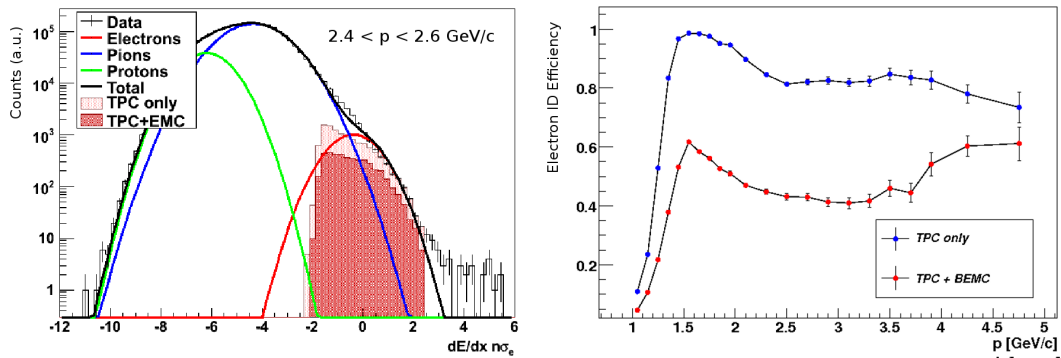 Data
Electrons
Pions
Protons
Total
TPC only
TPC+EMC
2.4 < p < 2.6 GeV/c
Counts (a.u.)
10⁵
10⁴
10³
10²
10
1
-12 -10 -8 -6 -4 -2 0 2 4 6
dE/dx nσₑ
Electron ID Efficiency
1
0.8
0.6
0.4
0.2
TPC only
TPC + BEMC
1 1.5 2 2.5 3 3.5 4 4.5 5
p [GeV/c]